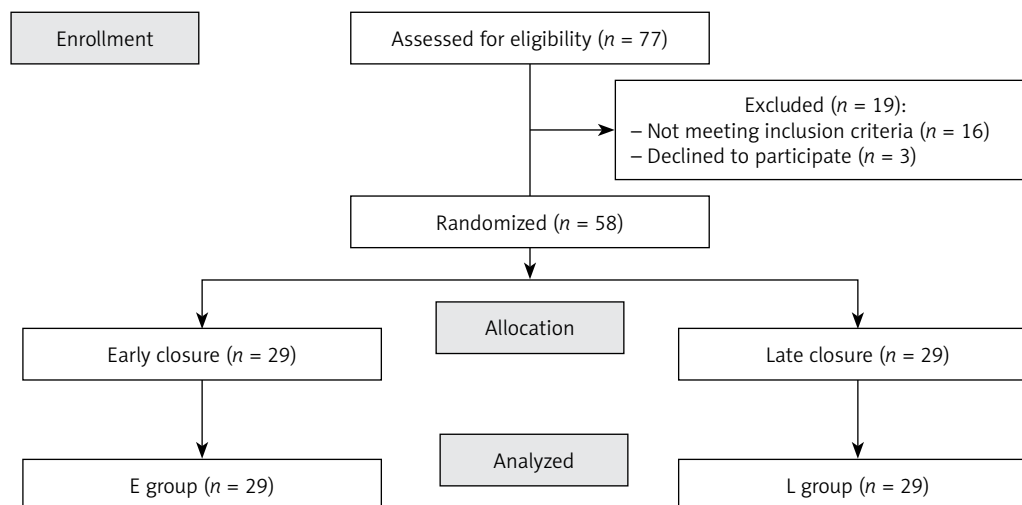 Enrollment
Assessed for eligibility (n = 77)
Excluded (n = 19):
– Not meeting inclusion criteria (n = 16)
– Declined to participate (n = 3)
Randomized (n = 58)
Allocation
Early closure (n = 29)
Late closure (n = 29)
Analyzed
E group (n = 29)
L group (n = 29)